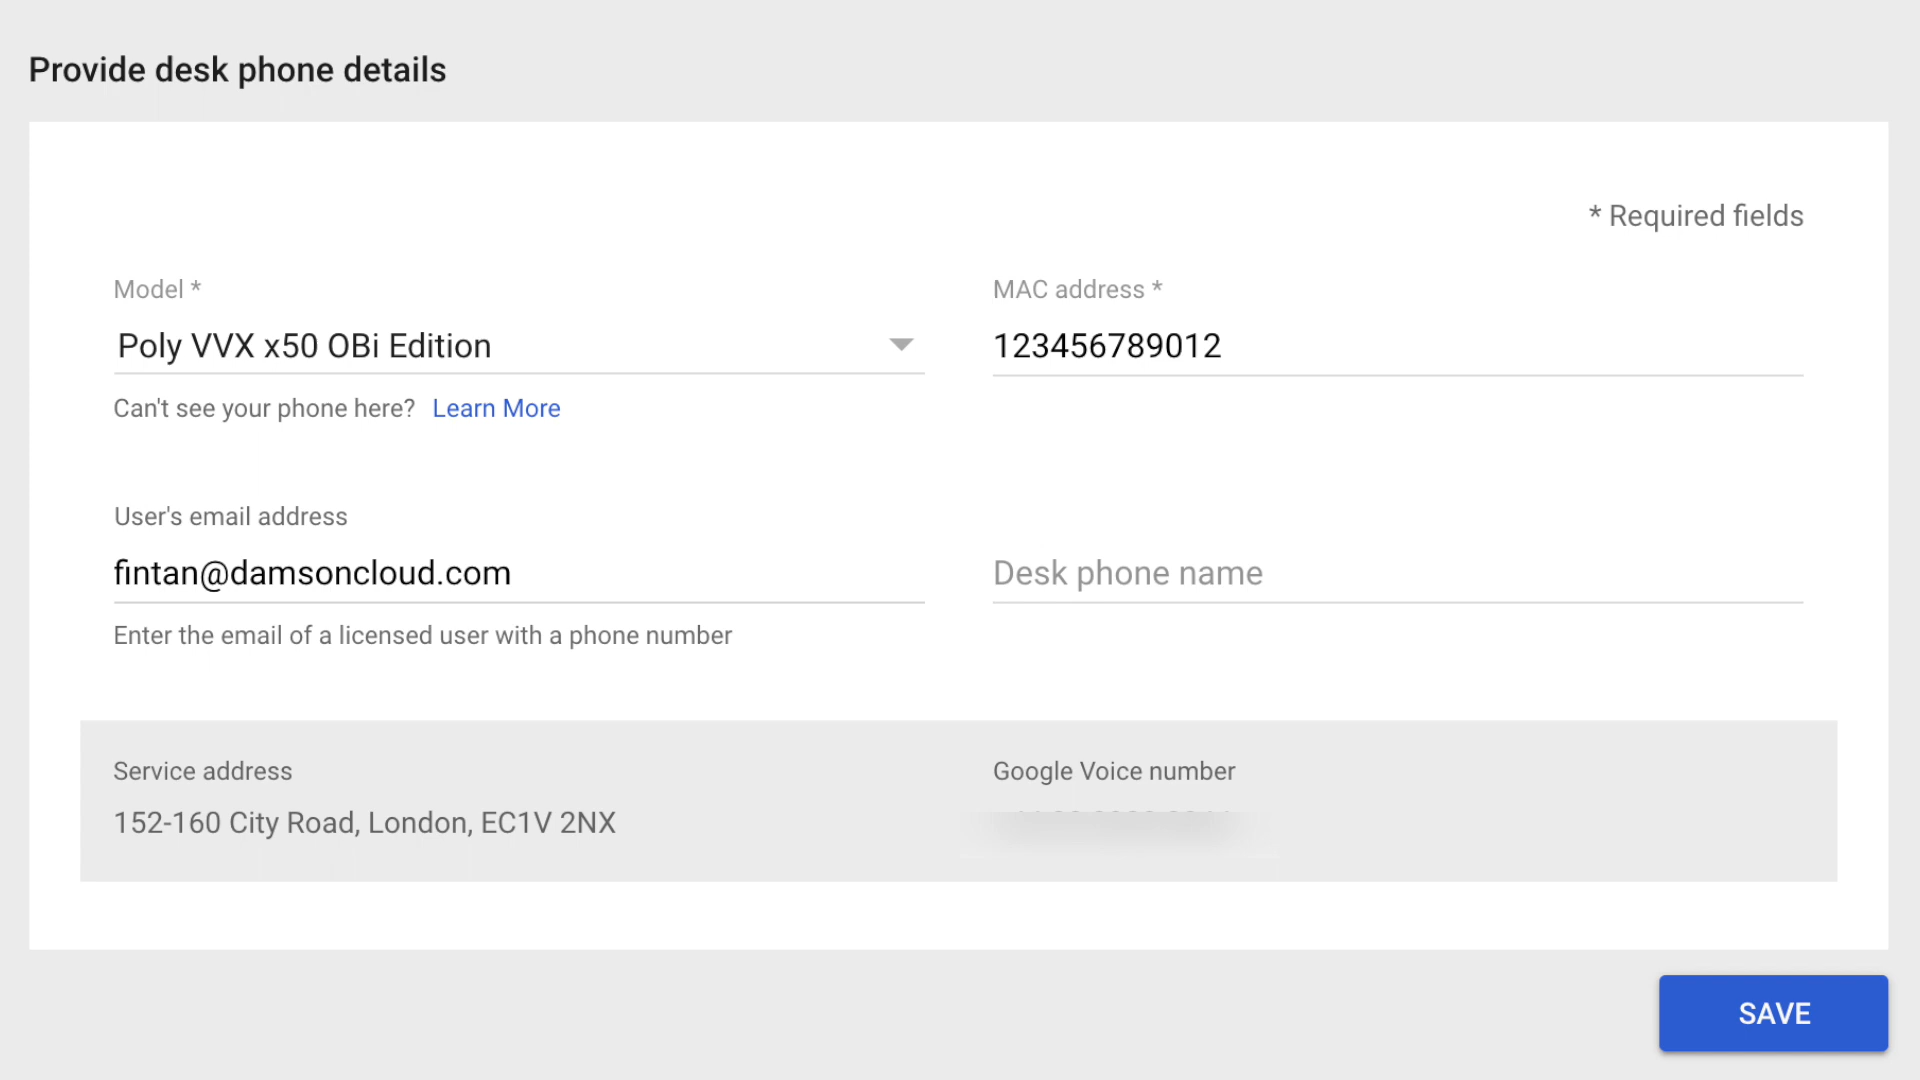 Provide desk phone details
* Required fields
Model *
MAC address *
Poly VVX x50 OBi Edition
123456789012
Can't see your phone here? Learn More
User's email address
fintan@damsoncloud.com
Desk phone name
Enter the email of a licensed user with a phone number
Service address
Google Voice number
152-160 City Road, London, EC1V 2NX
SAVE